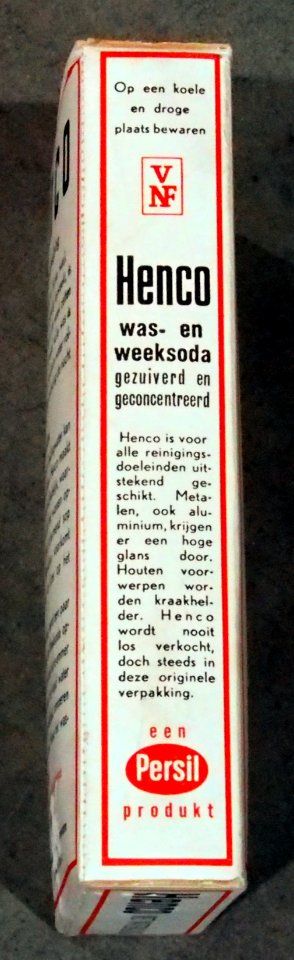 Op een koele
en droge
plaats bewaren
V
NF
Henco
was- en
weeksoda
gezuiverd en
geconcentreerd
Henco is voor
alle reinigings-
doeleinden uit-
stekend ge-
schikt. Meta-
len, ook alu-
minium, krijgen
er een hoge
glans door.
Houten voor-
werpen wor-
den kraakhel-
der. Henco
wordt nooit
los verkocht,
doch steeds in
deze originele
verpakking.
een
Persil
produkt